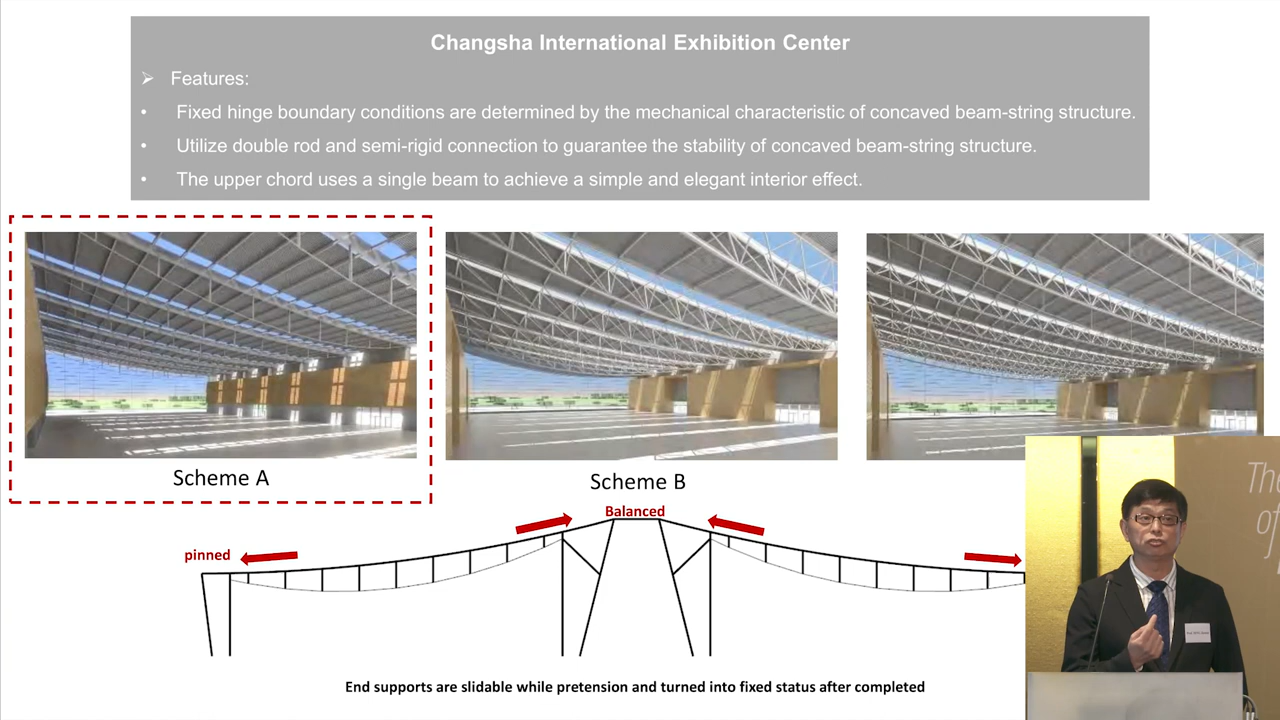 Changsha International Exhibition Center
➢ Features:
• Fixed hinge boundary conditions are determined by the mechanical characteristic of concaved beam-string structure.
• Utilize double rod and semi-rigid connection to guarantee the stability of concaved beam-string structure.
• The upper chord uses a single beam to achieve a simple and elegant interior effect.
Scheme A
Scheme B
Balanced
pinned
End supports are slidable while pretension and turned into fixed status after completed
The
of